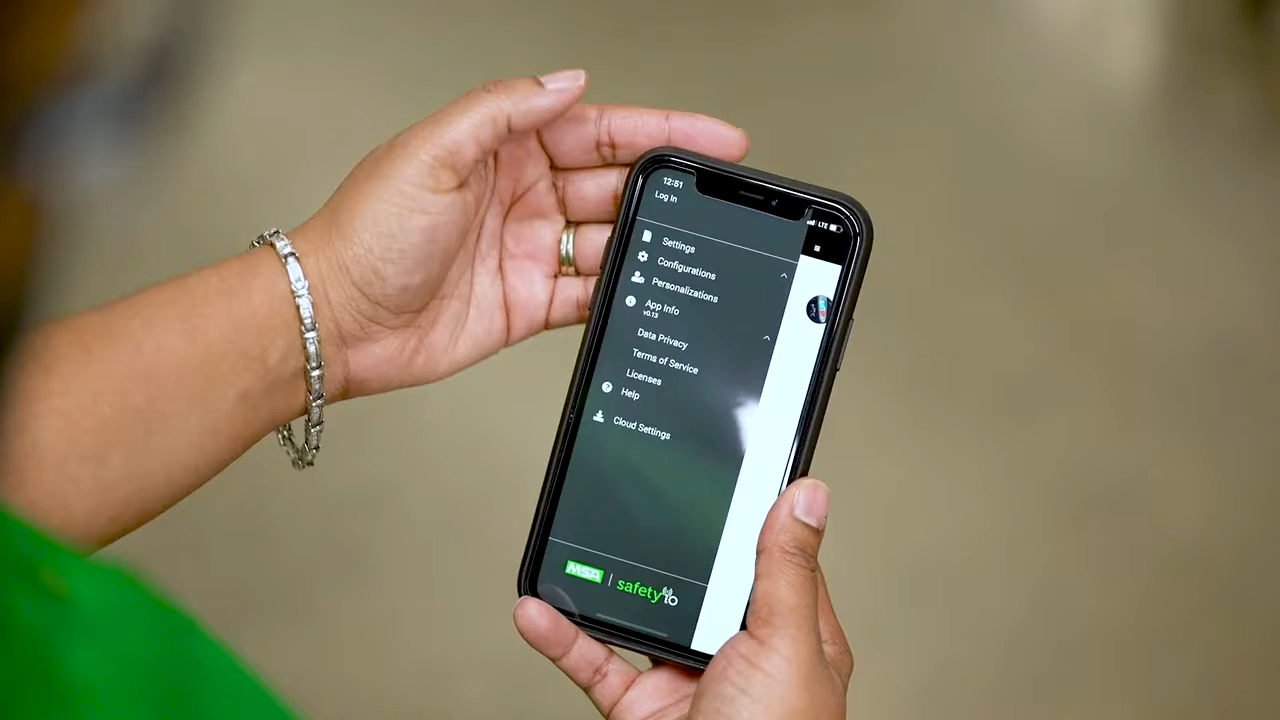 12:51
LTE
Log In
Settings
Configurations
Personalizations
App Info
v0.13
Data Privacy
Terms of Service
Licenses
Help
Cloud Settings
MSA | safety io